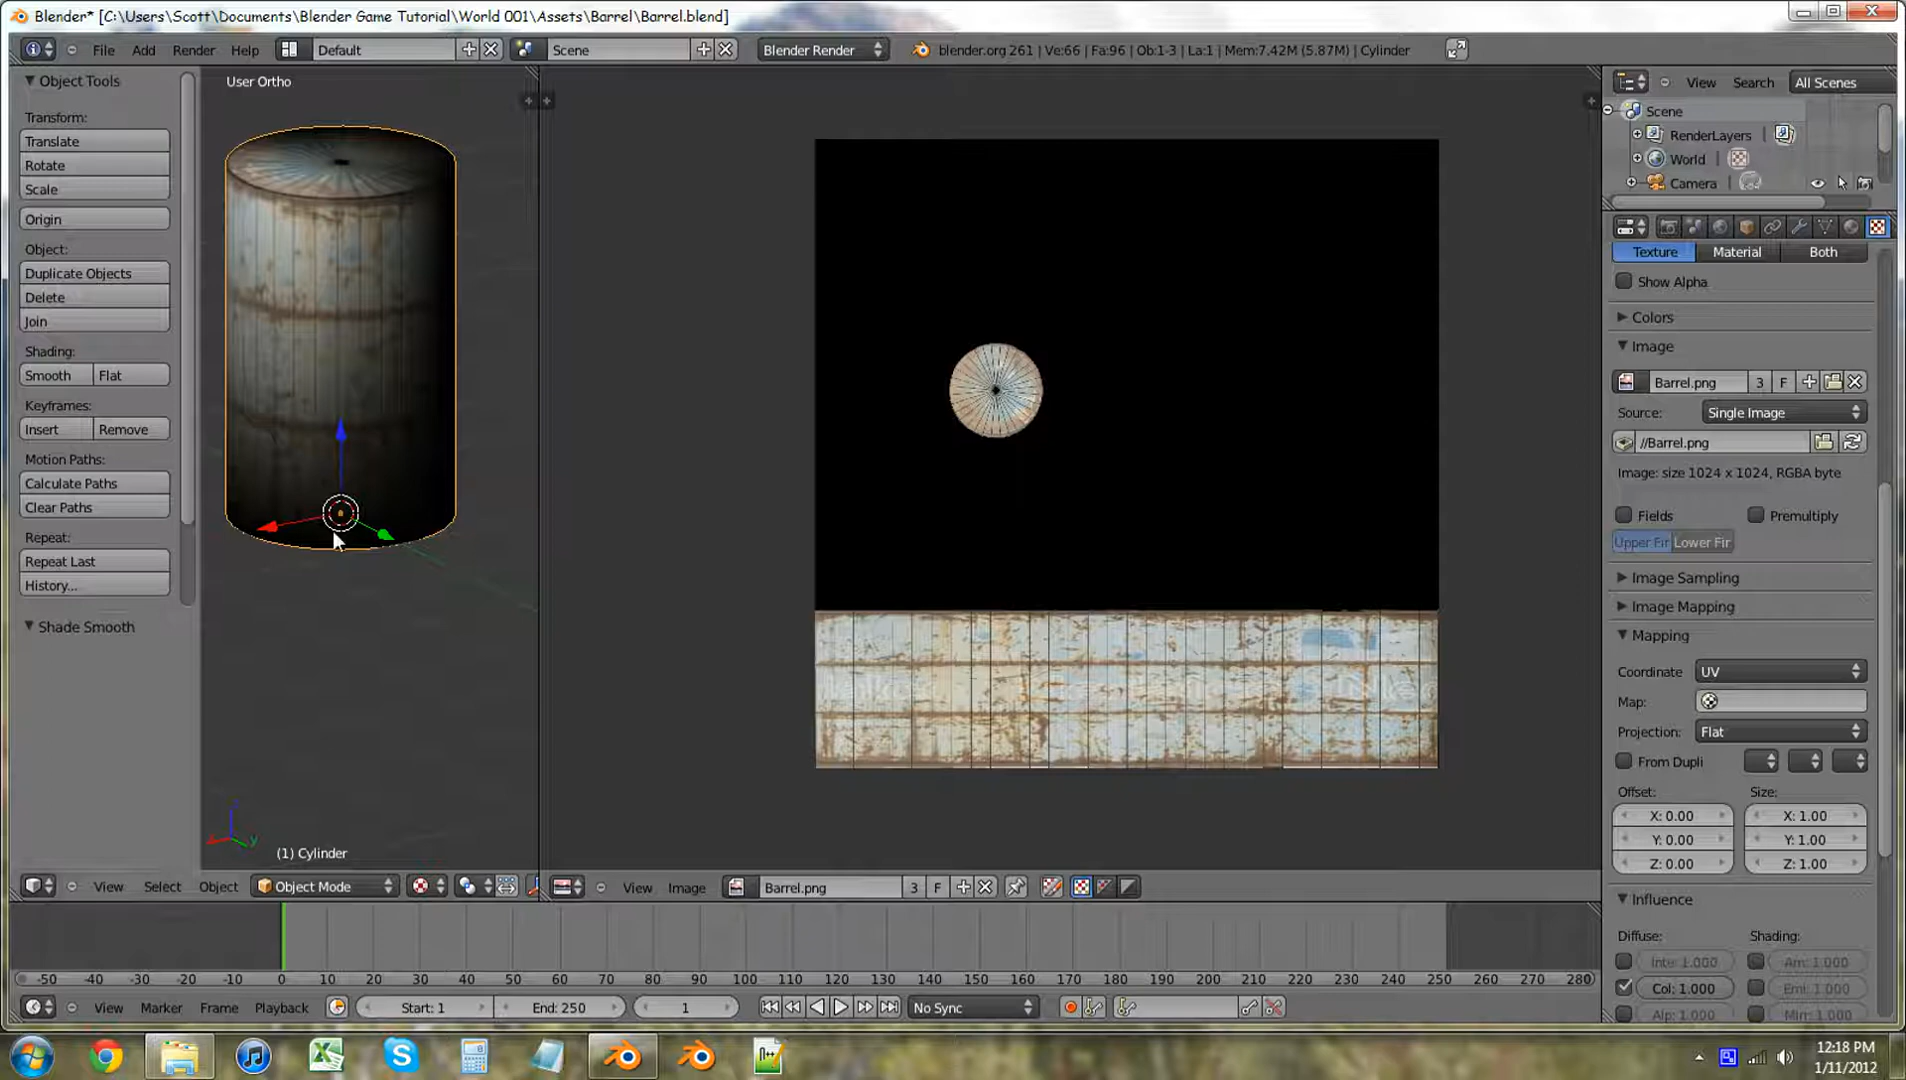 Blender* [C:\Users\Scott\Documents\Blender Game Tutorial\World 001\Assets\Barrel\Barrel.blend]
File Add Render Help Default Scene Blender Render blender.org 261 | Ve:66 | Fa:96 | Ob:1-3 | La:1 | Mem:7.42M (5.87M) | Cylinder
Object Tools
Transform:
Translate
Rotate
Scale
Origin
Object:
Duplicate Objects
Delete
Join
Shading:
Smooth Flat
Keyframes:
Insert Remove
Motion Paths:
Calculate Paths
Clear Paths
Repeat:
Repeat Last
History...
Shade Smooth
User Ortho
(1) Cylinder
View Select Object Object Mode
View Image Barrel.png 3 F
View Search All Scenes
Scene
RenderLayers
World
Camera
Texture Material Both
Show Alpha
Colors
Image
Barrel.png 3 F
Source: Single Image
//Barrel.png
Image: size 1024 x 1024, RGBA byte
Fields Premultiply
Upper Fir Lower Fir
Image Sampling
Image Mapping
Mapping
Coordinate UV
Map:
Projection: Flat
From Dupli
Offset: Size:
X: 0.00 X: 1.00
Y: 0.00 Y: 1.00
Z: 0.00 Z: 1.00
Influence
Diffuse: Shading:
Inte: 1.000 Am: 1.000
Col: 1.000 Emi: 1.000
Alp: 1.000 Mirr: 1.000
-50 -40 -30 -20 -10 0 10 20 30 40 50 60 70 80 90 100 110 120 130 140 150 160 170 180 190 200 210 220 230 240 250 260 270 280
View Marker Frame Playback Start: 1 End: 250 1 No Sync
12:18 PM
1/11/2012